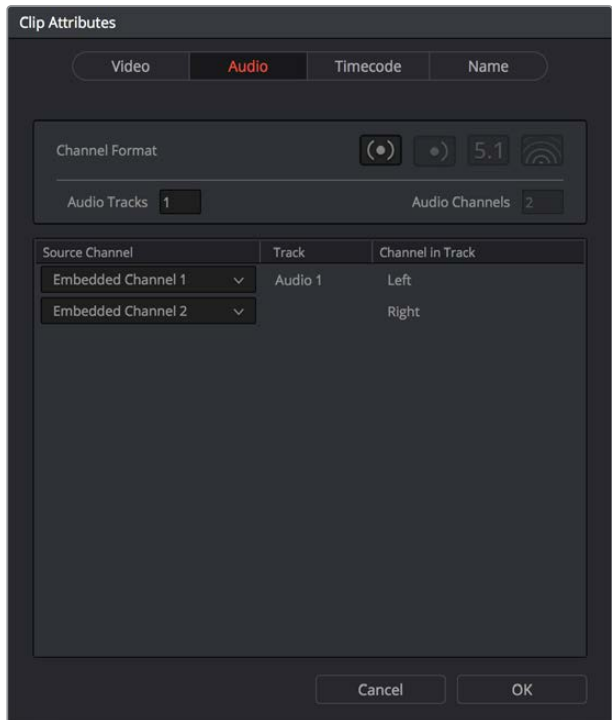 Clip Attributes
Video Audio Timecode Name
Channel Format 5.1
Audio Tracks 1 Audio Channels 2
Source Channel Track Channel in Track
Embedded Channel 1 Audio 1 Left
Embedded Channel 2 Right
Cancel OK